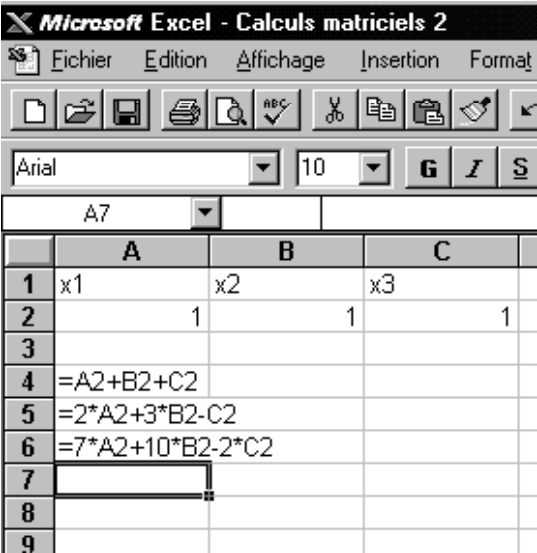 Microsoft Excel - Calculs matriciels 2
Fichier Edition Affichage Insertion Format
ABC
Arial 10 G I S
A7
A B C
1 x1 x2 x3
2 1 1 1
3
4 =A2+B2+C2
5 =2*A2+3*B2-C2
6 =7*A2+10*B2-2*C2
7
8
9